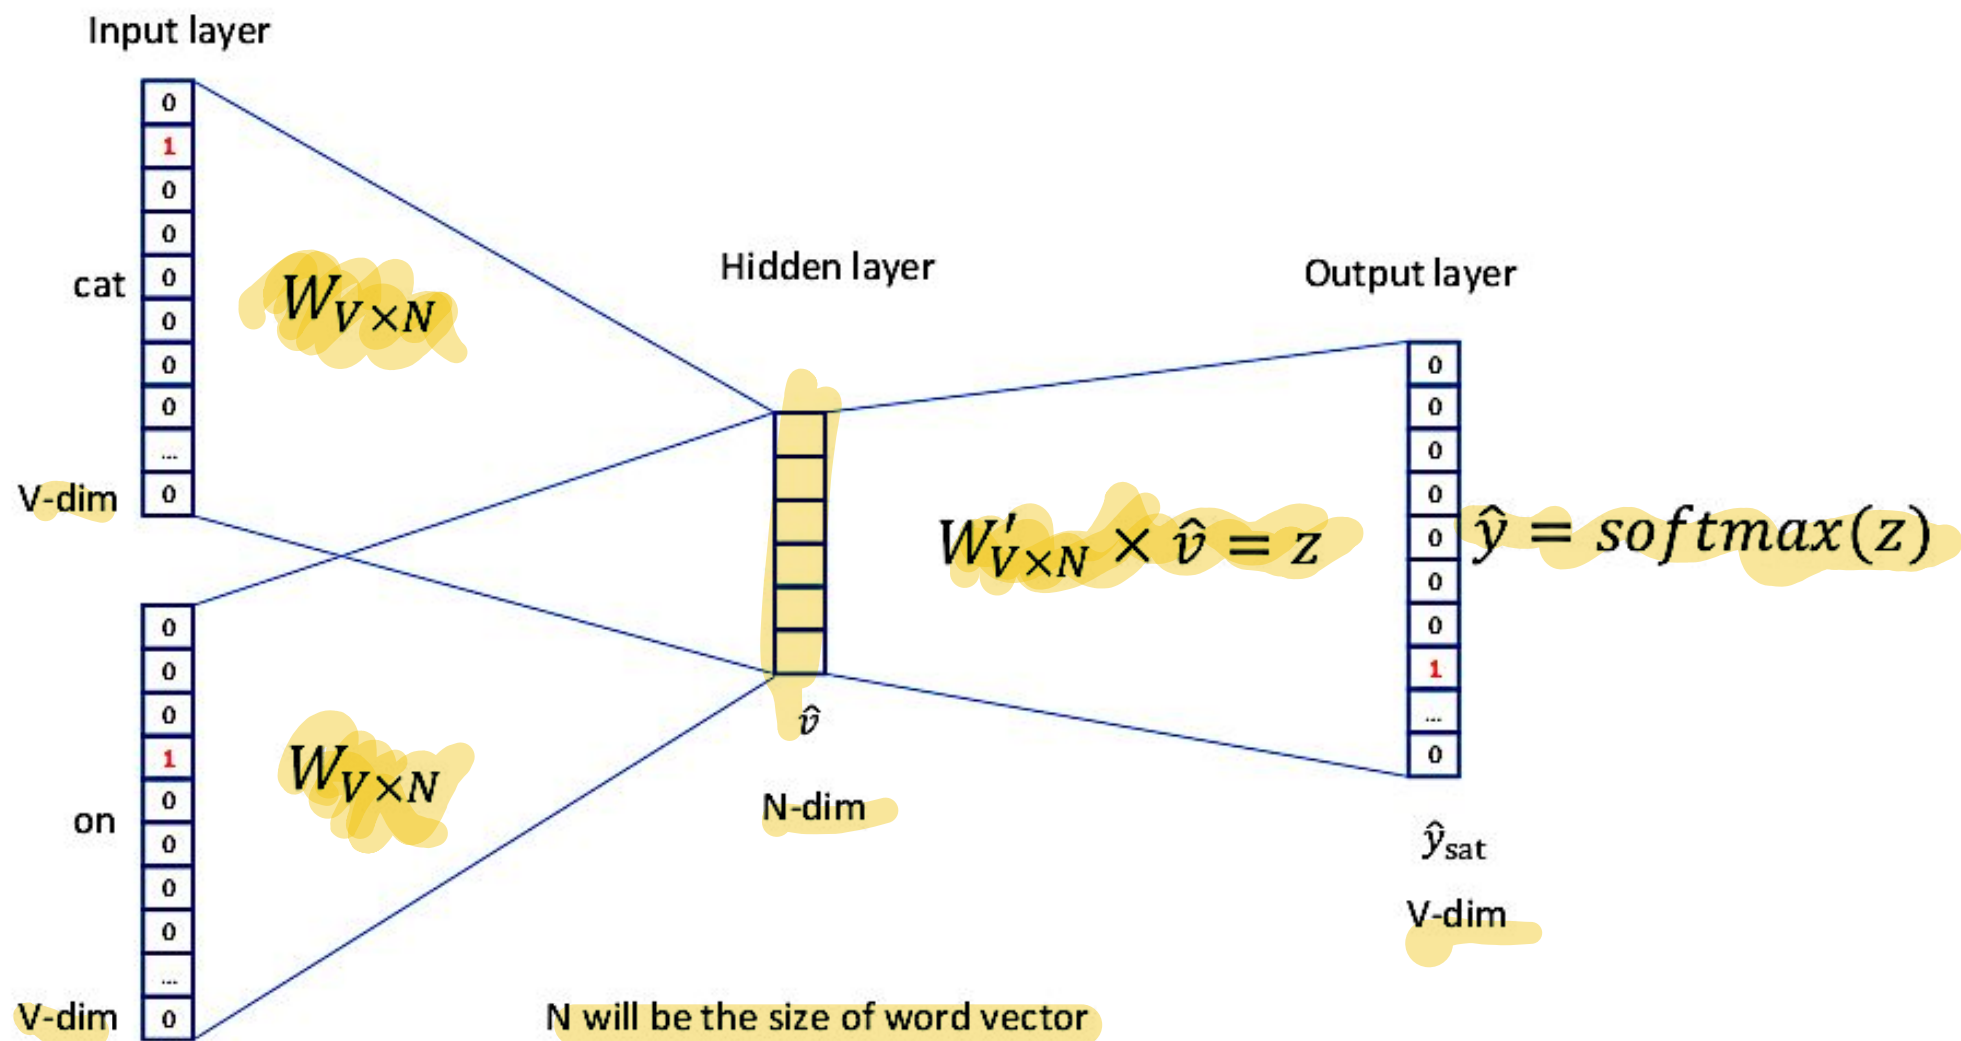 Input layer
0
1
0
0
0
0
0
0
...
0
cat
V-dim
W_{V×N}
0
0
0
1
0
0
0
0
...
0
on
V-dim
W_{V×N}
Hidden layer
v̂
N-dim
W'_{V×N} × v̂ = z
Output layer
0
0
0
0
0
0
0
1
...
0
ŷ = softmax(z)
ŷ_{sat}
V-dim
N will be the size of word vector